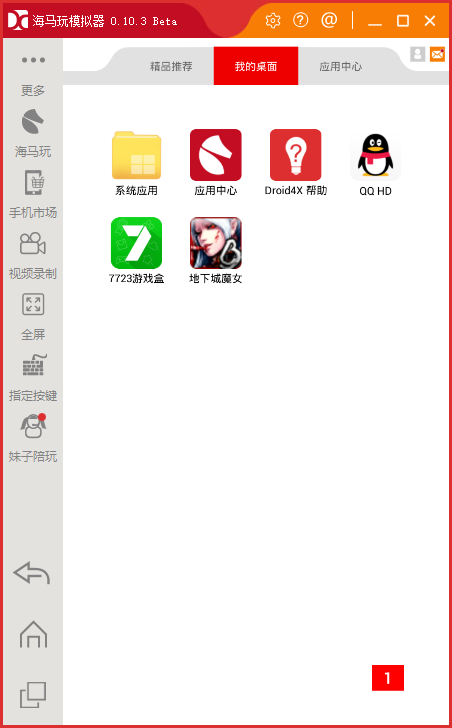 海马玩模拟器 0.10.3 Beta
精品推荐
我的桌面
应用中心
更多
海马玩
手机市场
视频录制
全屏
指定按键
妹子陪玩
系统应用
应用中心
Droid4X 帮助
QQ HD
7723游戏盒
地下城魔女
1